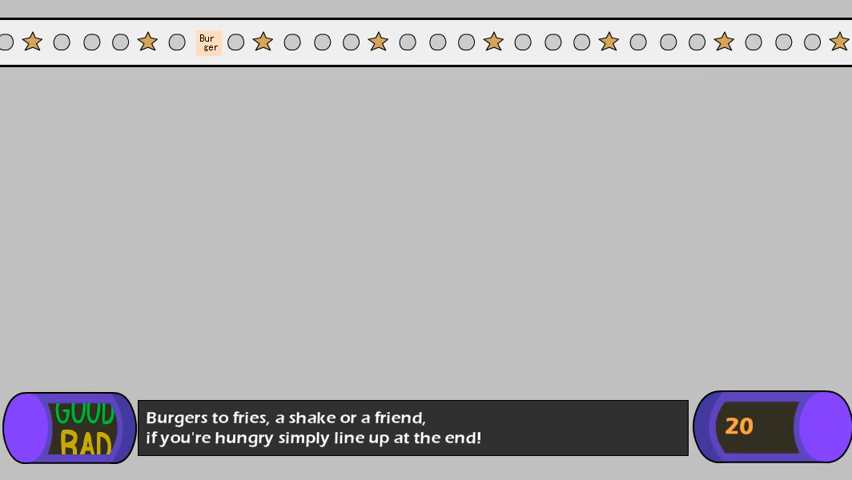 Bur
ger
GOOD
BAD
Burgers to fries, a shake or a friend,
if you're hungry simply line up at the end!
20